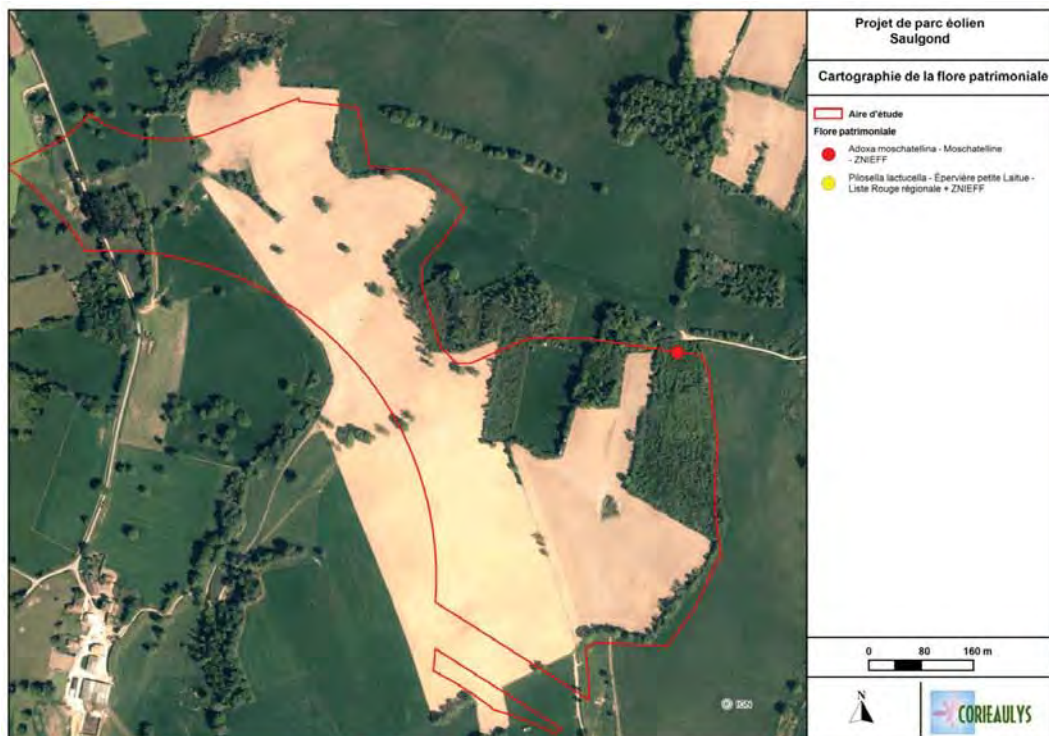 Projet de parc éolien
Saulgond
Cartographie de la flore patrimoniale
Aire d'étude
Flore patrimoniale
Adoxa moschatellina - Moschatelline
- ZNIEFF
Pilosella lactucella - Épervière petite Laitue -
Liste Rouge régionale + ZNIEFF
0 80 160 m
© IGN
N
CORIEAULYS